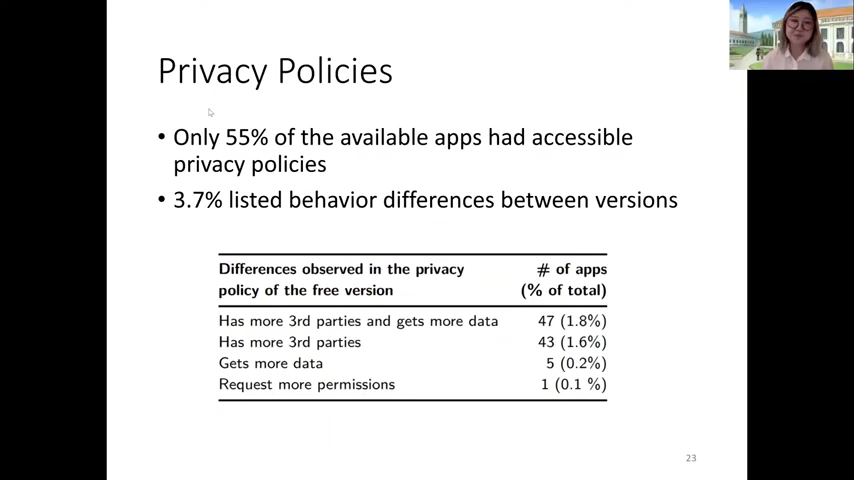 Privacy Policies
• Only 55% of the available apps had accessible
privacy policies
• 3.7% listed behavior differences between versions
Differences observed in the privacy # of apps
policy of the free version (% of total)
Has more 3rd parties and gets more data 47 (1.8%)
Has more 3rd parties 43 (1.6%)
Gets more data 5 (0.2%)
Request more permissions 1 (0.1 %)
23